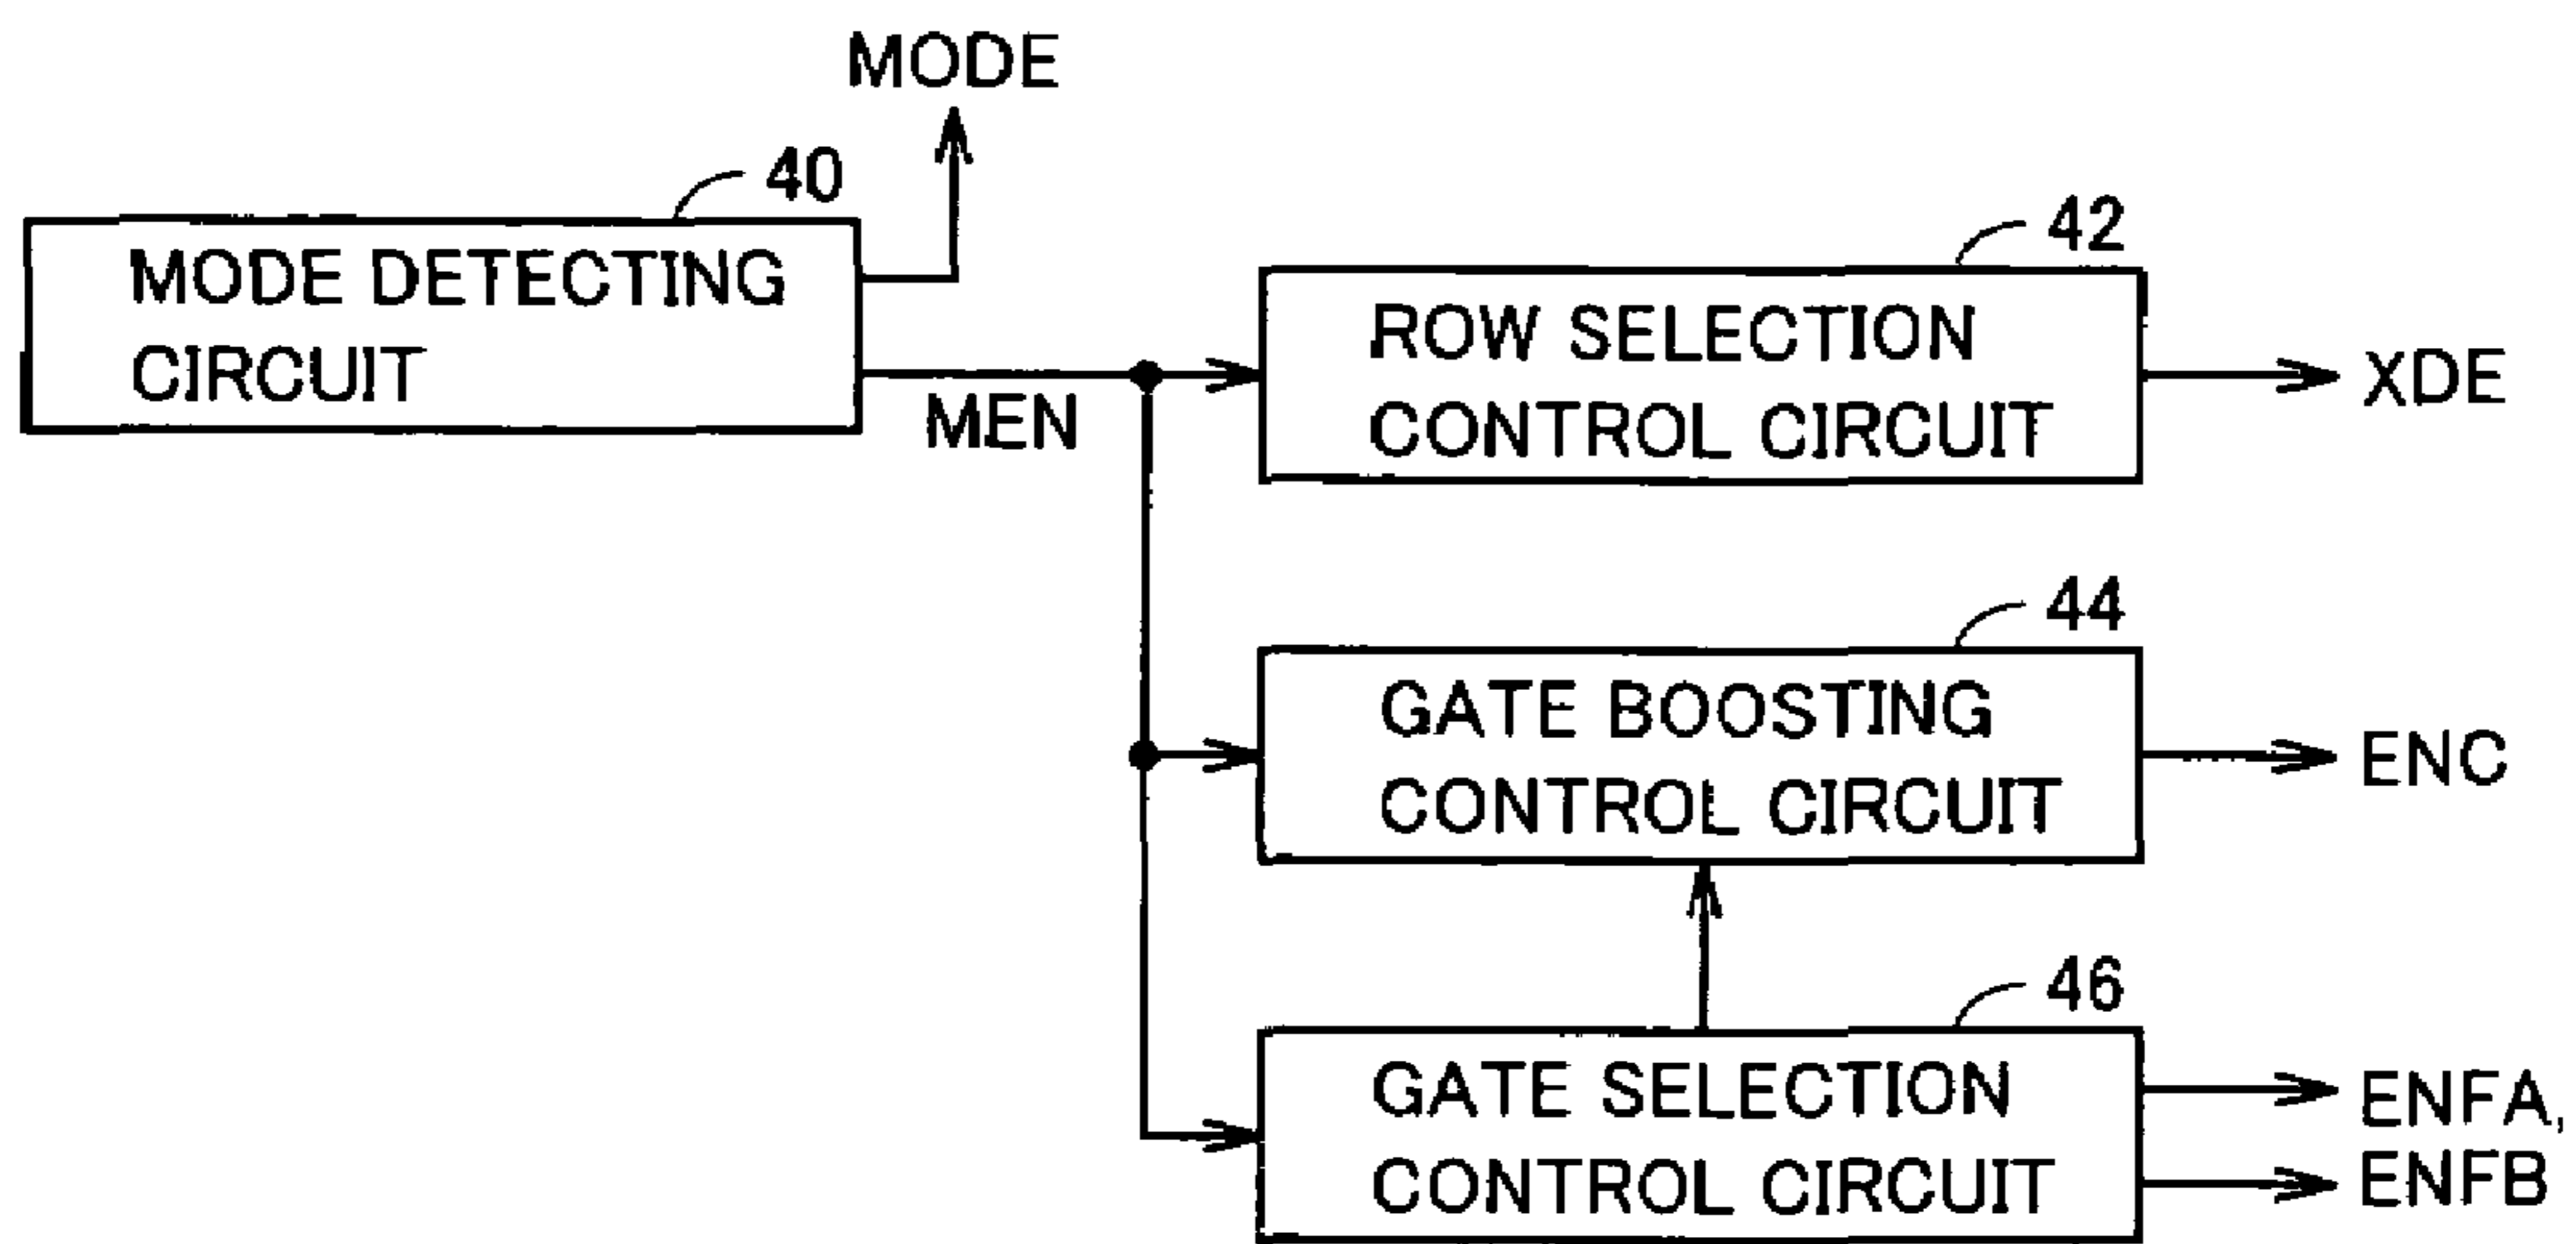 MODE
40
MODE DETECTING
CIRCUIT
MEN
42
ROW SELECTION
CONTROL CIRCUIT
XDE
44
GATE BOOSTING
CONTROL CIRCUIT
ENC
46
GATE SELECTION
CONTROL CIRCUIT
ENFA,
ENFB